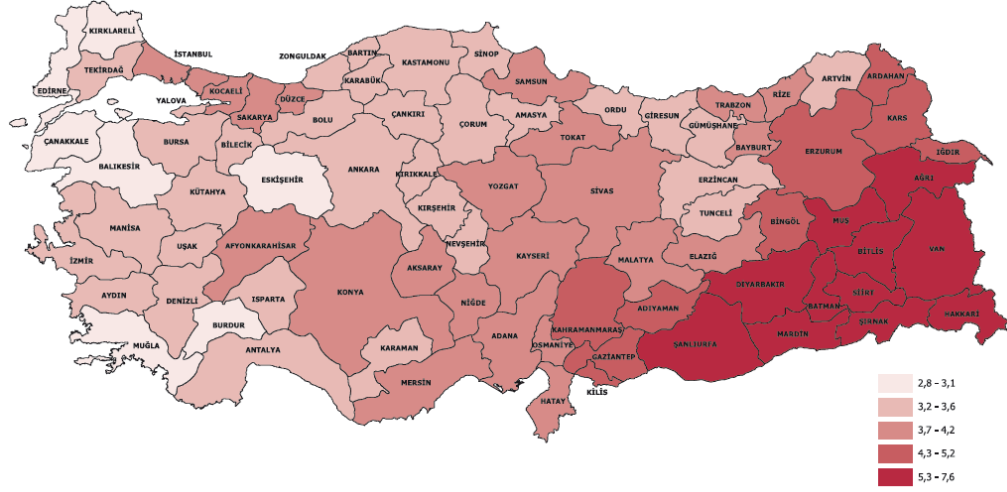 KIRKLARELİ
İSTANBUL
ZONGULDAK
BARTIN
KASTAMONU
SİNOP
TEKİRDAĞ
EDİRNE
KARABÜK
SAMSUN
ARTVİN
ARDAHAN
YALOVA
KOCAELİ
DÜZCE
SAKARYA
BOLU
ÇANKIRI
ÇORUM
AMASYA
ORDU
GİRESUN
TRABZON
RİZE
KARS
ÇANAKKALE
BURSA
BİLECİK
TOKAT
GÜMÜŞHANE
BAYBURT
ERZURUM
IĞDIR
BALIKESİR
ESKİŞEHİR
ANKARA
KIRIKKALE
YOZGAT
SİVAS
ERZİNCAN
AĞRI
KÜTAHYA
KIRŞEHİR
TUNCELİ
BİNGÖL
MUŞ
MANİSA
UŞAK
AFYONKARAHİSAR
NEVŞEHİR
KAYSERİ
MALATYA
ELAZIĞ
BİTLİS
VAN
İZMİR
AKSARAY
DİYARBAKIR
AYDIN
DENİZLİ
ISPARTA
KONYA
NİĞDE
ADIYAMAN
BATMAN
SİİRT
BURDUR
KAHRAMANMARAŞ
MARDİN
ŞIRNAK
HAKKARİ
MUĞLA
ANTALYA
KARAMAN
ADANA
OSMANİYE
GAZİANTEP
ŞANLIURFA
MERSİN
KİLİS
HATAY
2,8 – 3,1
3,2 – 3,6
3,7 – 4,2
4,3 – 5,2
5,3 – 7,6